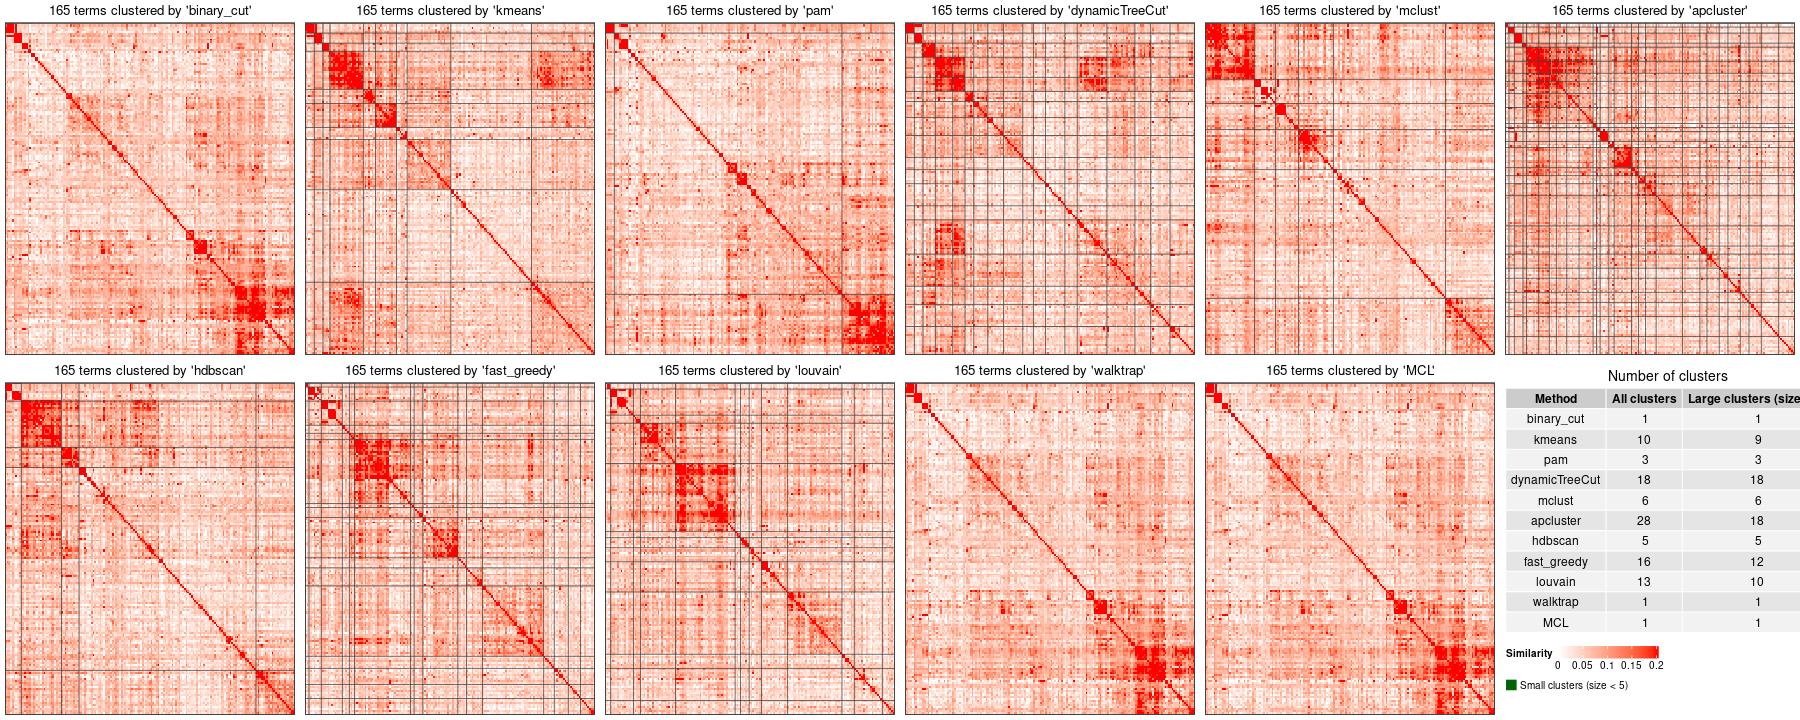 165 terms clustered by 'binary_cut'
165 terms clustered by 'kmeans'
165 terms clustered by 'pam'
165 terms clustered by 'dynamicTreeCut'
165 terms clustered by 'mclust'
165 terms clustered by 'apcluster'
165 terms clustered by 'hdbscan'
165 terms clustered by 'fast_greedy'
165 terms clustered by 'louvain'
165 terms clustered by 'walktrap'
165 terms clustered by 'MCL'
Number of clusters
Method All clusters Large clusters (size
binary_cut 1 1
kmeans 10 9
pam 3 3
dynamicTreeCut 18 18
mclust 6 6
apcluster 28 18
hdbscan 5 5
fast_greedy 16 12
louvain 13 10
walktrap 1 1
MCL 1 1
Similarity
0 0.05 0.1 0.15 0.2
Small clusters (size < 5)